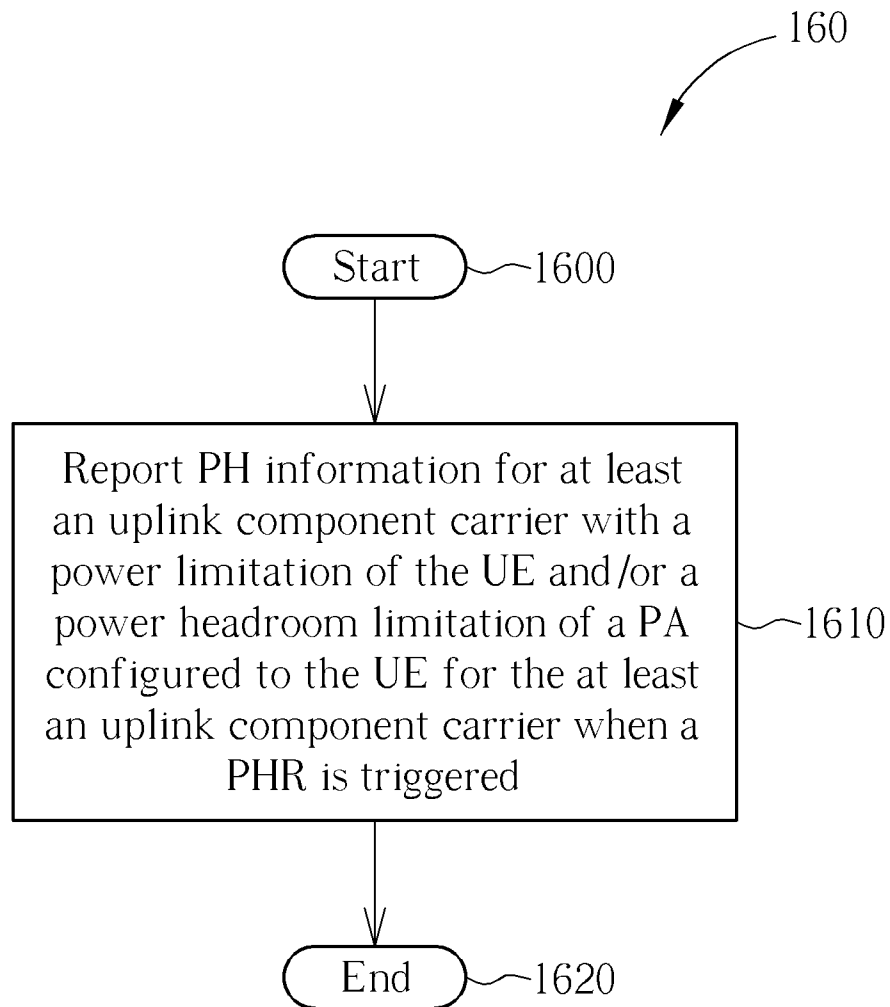 160
Start
1600
Report PH information for at least
an uplink component carrier with a
power limitation of the UE and/or a
power headroom limitation of a PA
configured to the UE for the at least
an uplink component carrier when a
PHR is triggered
1610
End
1620